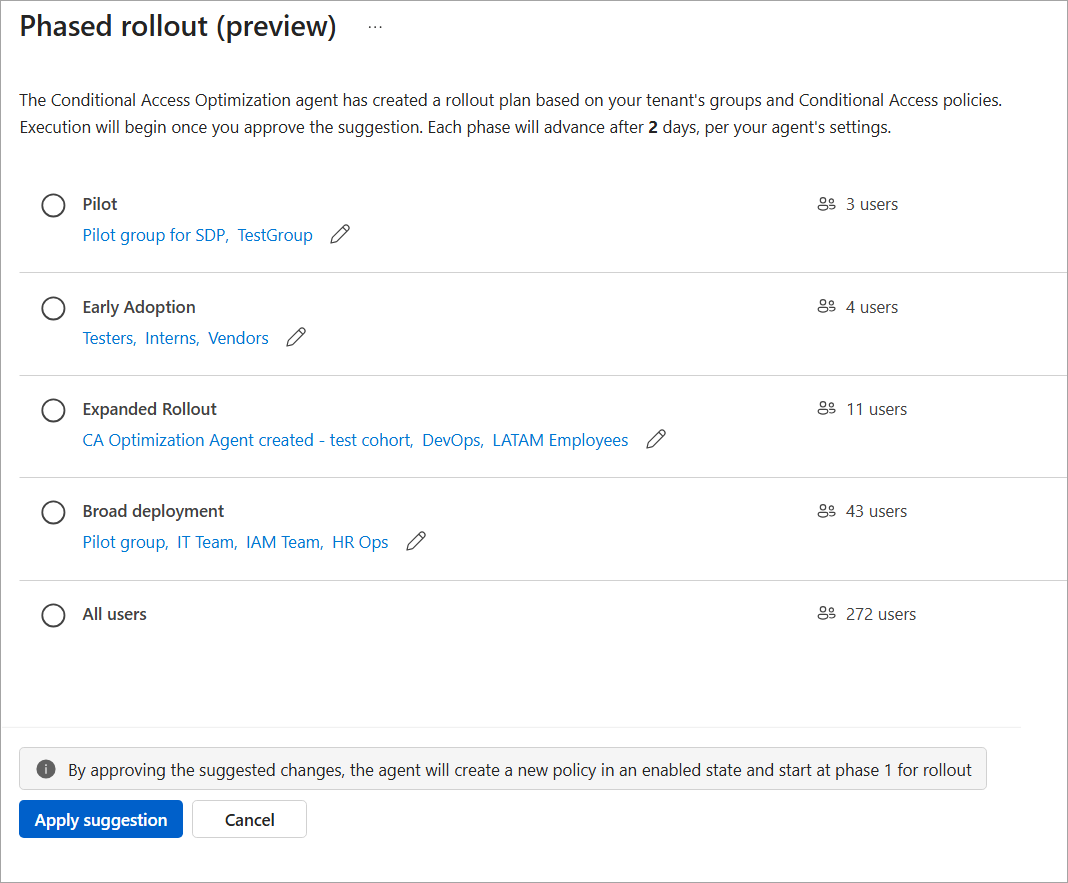 Phased rollout (preview) ...
The Conditional Access Optimization agent has created a rollout plan based on your tenant's groups and Conditional Access policies.
Execution will begin once you approve the suggestion. Each phase will advance after 2 days, per your agent's settings.
Pilot 3 users
Pilot group for SDP, TestGroup
Early Adoption 4 users
Testers, Interns, Vendors
Expanded Rollout 11 users
CA Optimization Agent created - test cohort, DevOps, LATAM Employees
Broad deployment 43 users
Pilot group, IT Team, IAM Team, HR Ops
All users 272 users
By approving the suggested changes, the agent will create a new policy in an enabled state and start at phase 1 for rollout
Apply suggestion Cancel